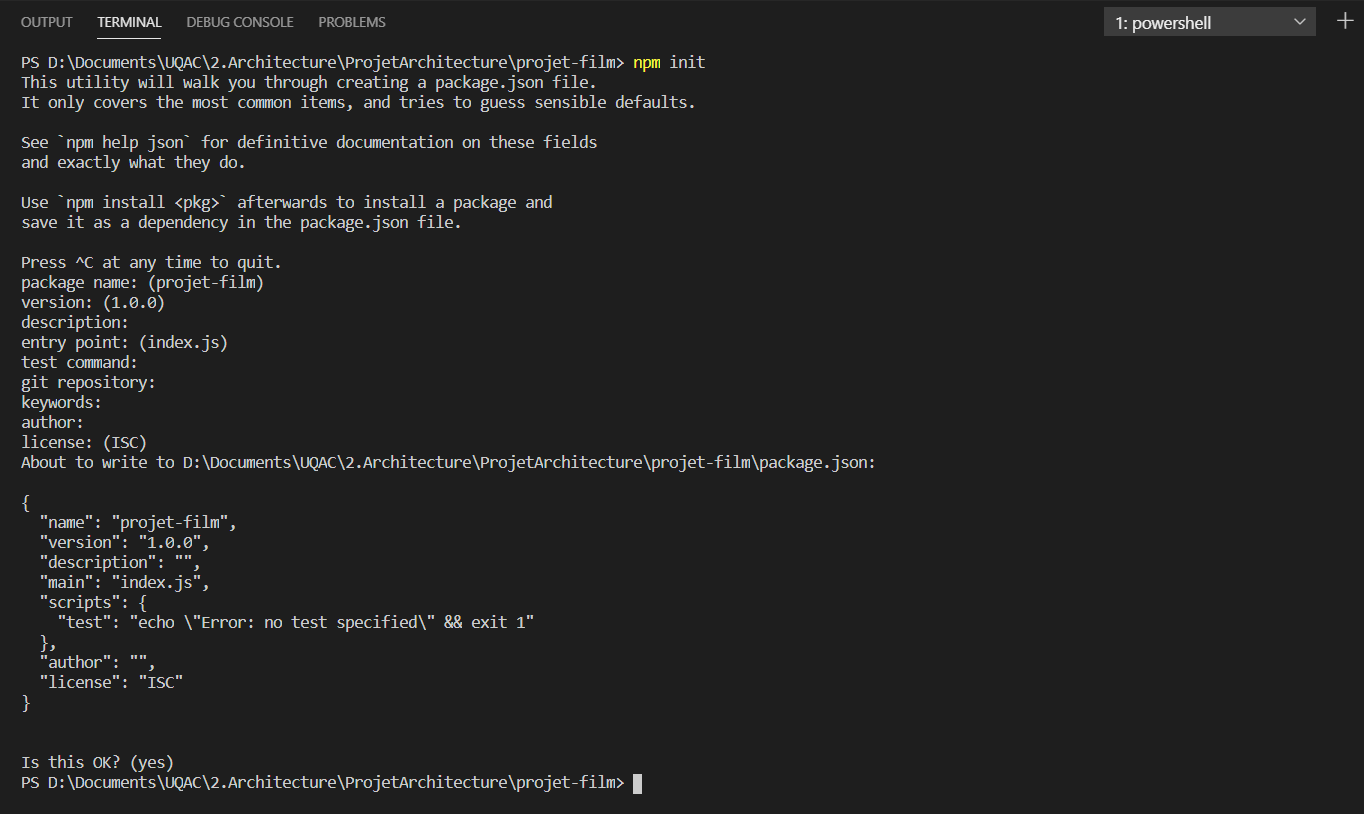 OUTPUT TERMINAL DEBUG CONSOLE PROBLEMS 1: powershell
PS D:\Documents\UQAC\2.Architecture\ProjetArchitecture\projet-film> npm init
This utility will walk you through creating a package.json file.
It only covers the most common items, and tries to guess sensible defaults.
See `npm help json` for definitive documentation on these fields
and exactly what they do.
Use `npm install <pkg>` afterwards to install a package and
save it as a dependency in the package.json file.
Press ^C at any time to quit.
package name: (projet-film)
version: (1.0.0)
description:
entry point: (index.js)
test command:
git repository:
keywords:
author:
license: (ISC)
About to write to D:\Documents\UQAC\2.Architecture\ProjetArchitecture\projet-film\package.json:
{
  "name": "projet-film",
  "version": "1.0.0",
  "description": "",
  "main": "index.js",
  "scripts": {
    "test": "echo \"Error: no test specified\" && exit 1"
  },
  "author": "",
  "license": "ISC"
}
Is this OK? (yes)
PS D:\Documents\UQAC\2.Architecture\ProjetArchitecture\projet-film>